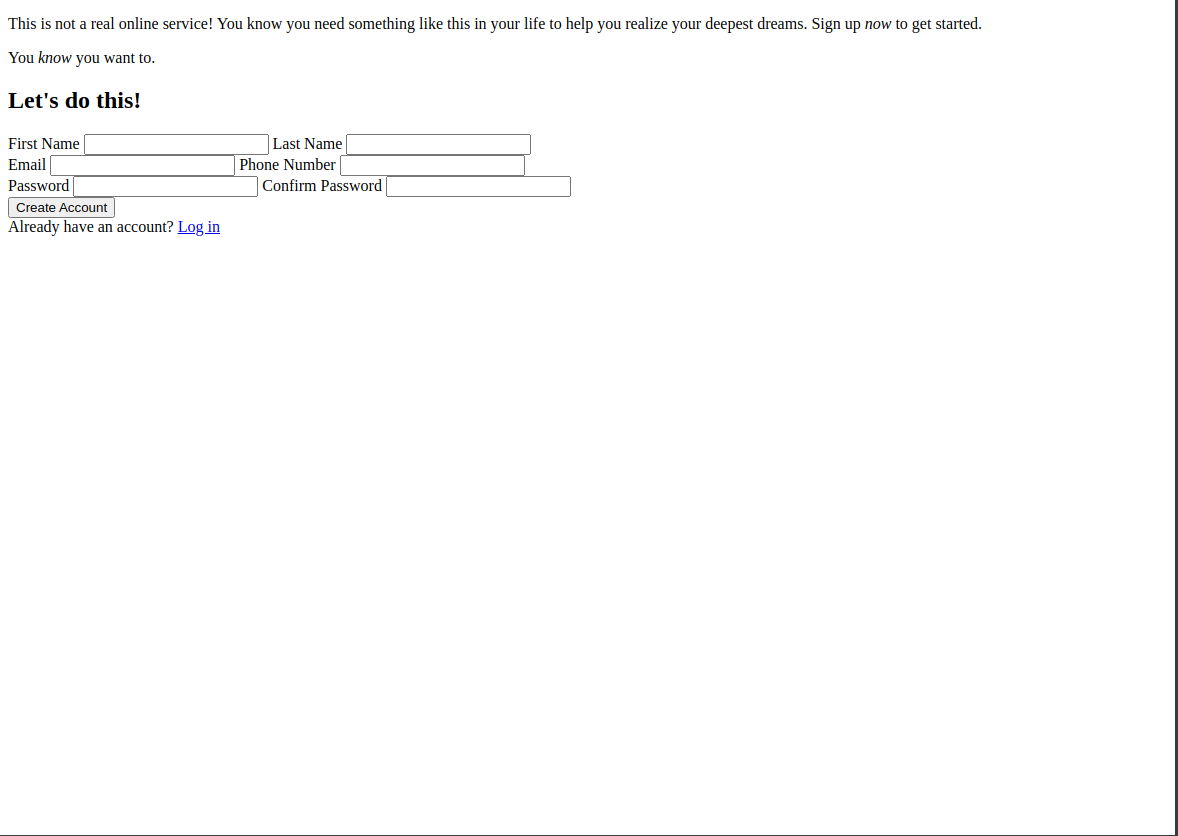 This is not a real online service! You know you need something like this in your life to help you realize your deepest dreams. Sign up now to get started.
You know you want to.
Let's do this!
First Name Last Name
Email Phone Number
Password Confirm Password
Create Account
Already have an account? Log in